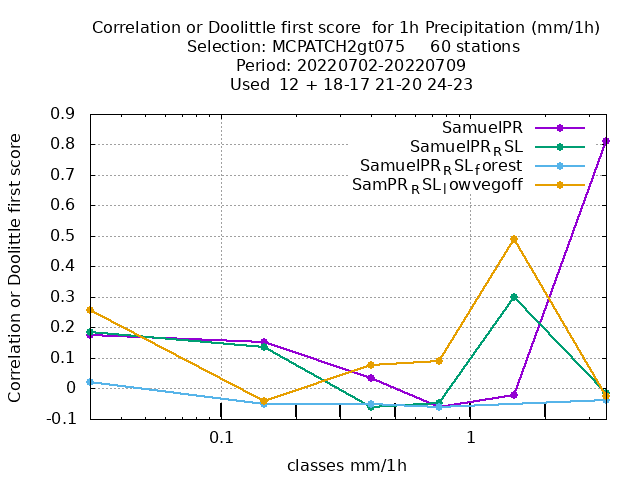 Correlation or Doolittle first score  for 1h Precipitation (mm/1h)
Selection: MCPATCH2gt075     60 stations
Period: 20220702-20220709
Used  12 + 18-17 21-20 24-23
SamuelPR
SamuelPR_RSL
SamuelPR_RSL_forest
SamPR_RSL_lowvegoff
Correlation or Doolittle first score
0.9
0.8
0.7
0.6
0.5
0.4
0.3
0.2
0.1
0
-0.1
0.1 1
classes mm/1h